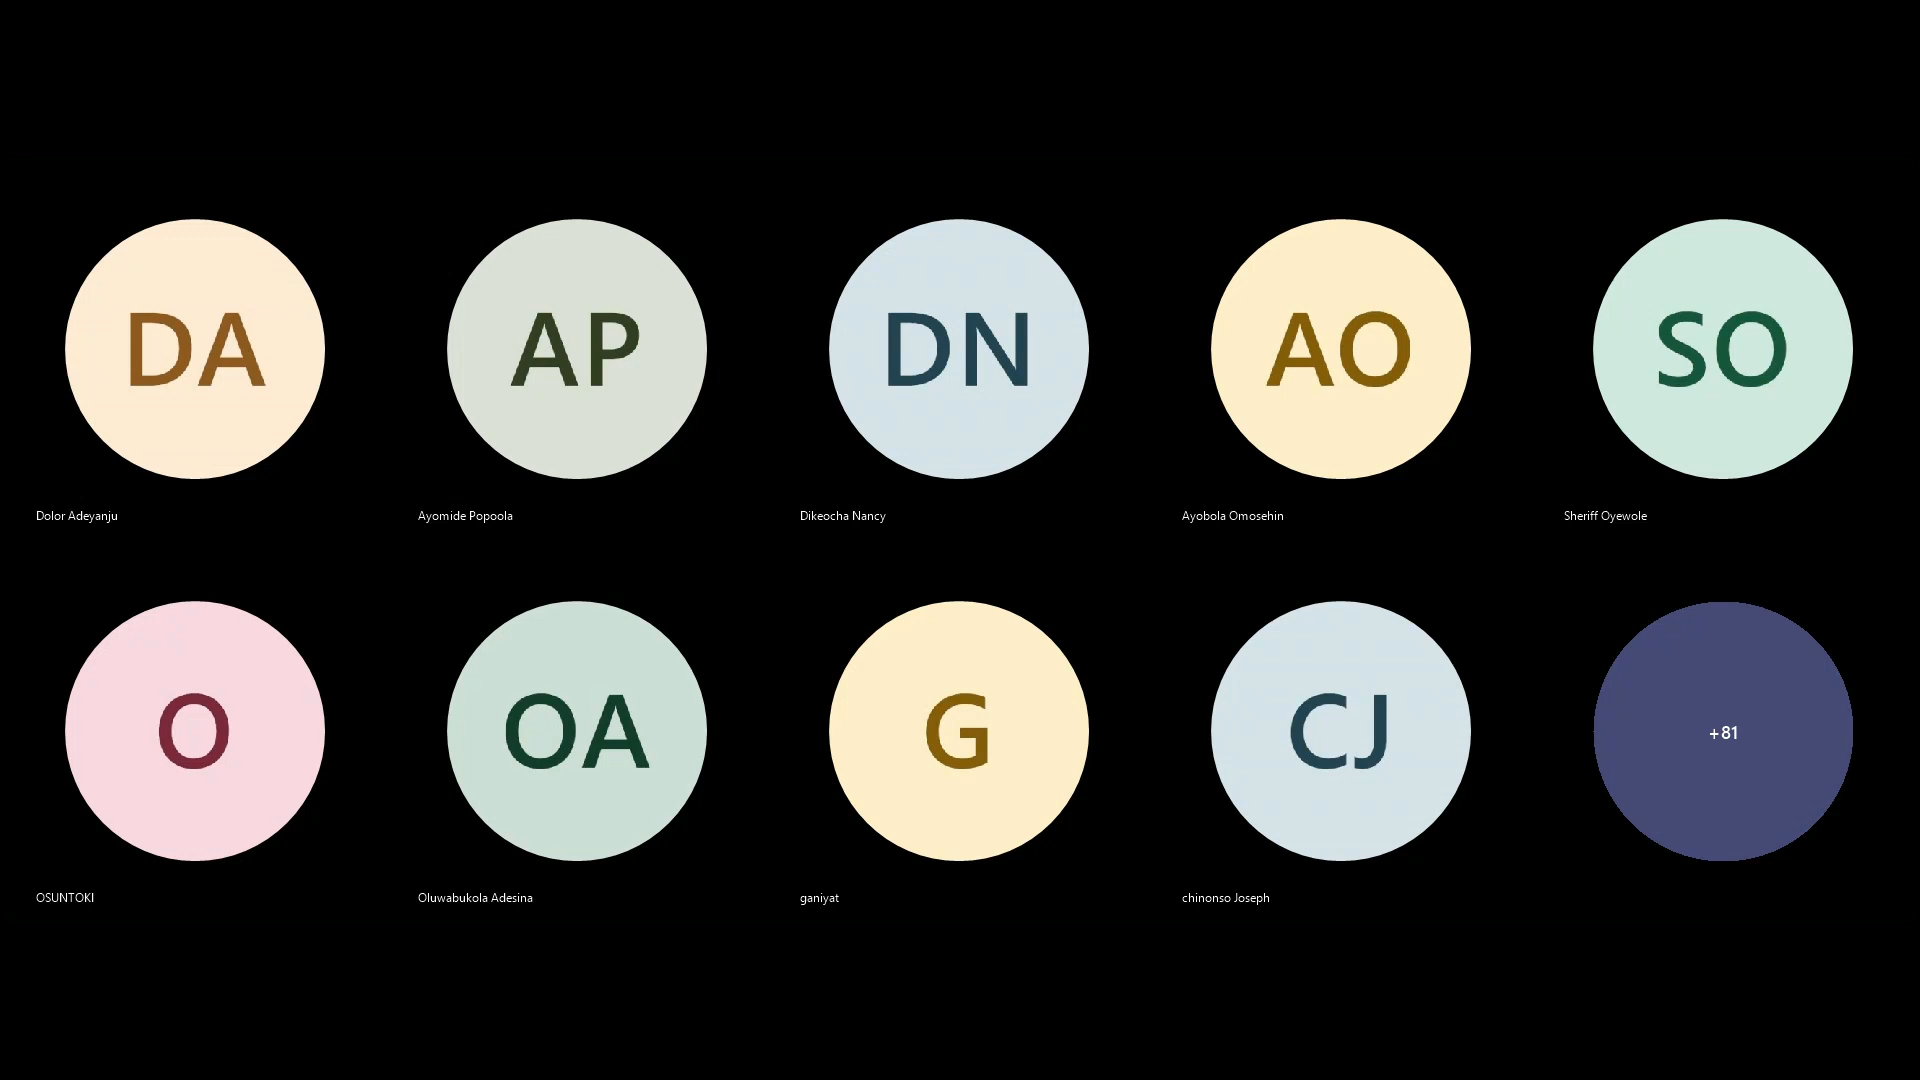 DA
AP
DN
AO
SO
Dolor Adeyanju
Ayomide Popoola
Dikeocha Nancy
Ayobola Omosehin
Sheriff Oyewole
O
OA
G
CJ
+81
OSUNTOKI
Oluwabukola Adesina
ganiyat
chinonso Joseph